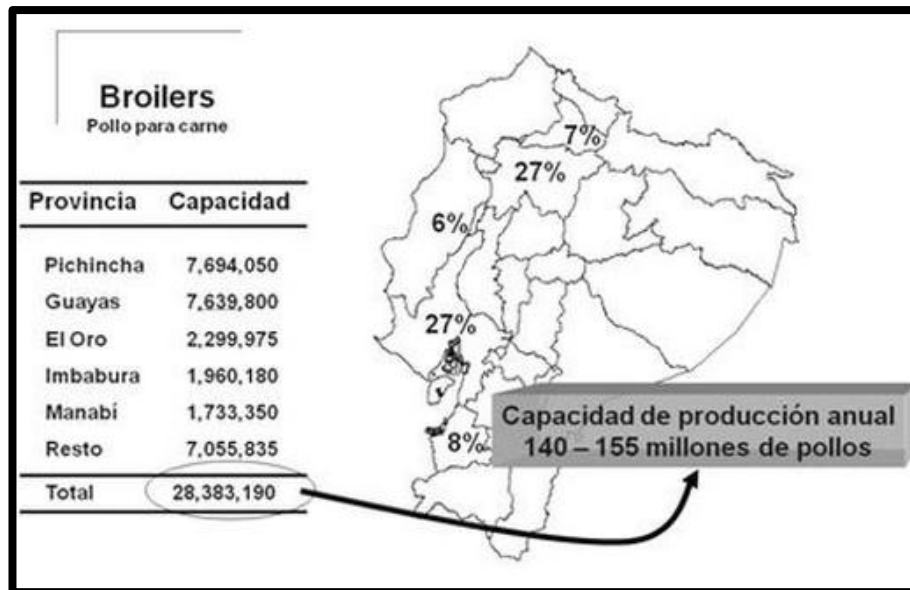 Broilers
Pollo para carne
Provincia Capacidad
Pichincha 7,694,050
Guayas 7,639,800
El Oro 2,299,975
Imbabura 1,960,180
Manabí 1,733,350
Resto 7,055,835
Total 28,383,190
7%
27%
6%
27%
8%
Capacidad de producción anual
140 – 155 millones de pollos